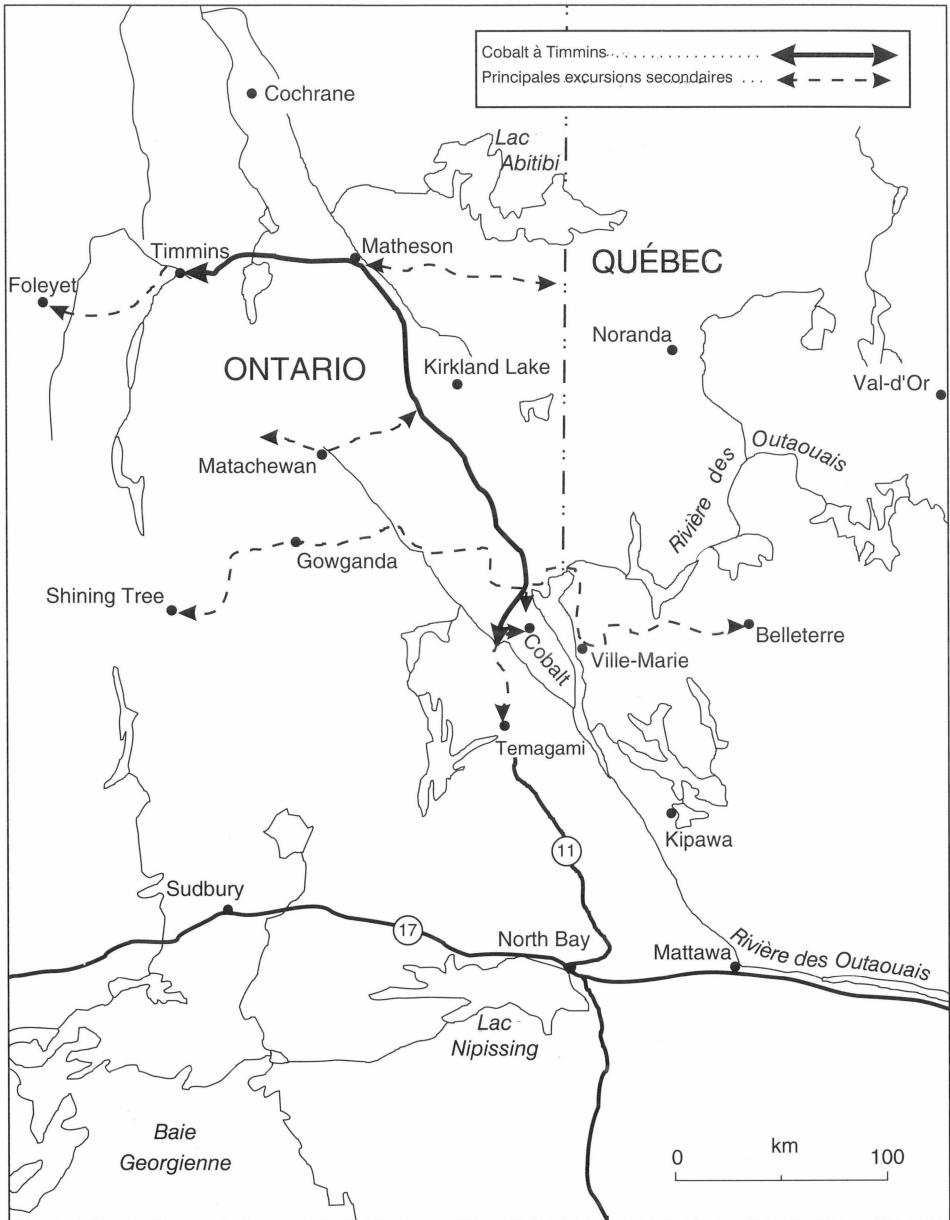 Cobalt à Timmins
Principales excursions secondaires
Cochrane
Lac
Abitibi
Timmins
Matheson
QUÉBEC
Foleyet
Noranda
ONTARIO
Kirkland Lake
Val-d'Or
Matachewan
Rivière des Outaouais
Gowganda
Shining Tree
Cobalt
Ville-Marie
Belleterre
Temagami
Kipawa
11
Sudbury
17
North Bay
Mattawa
Rivière des Outaouais
Lac
Nipissing
Baie
Georgienne
km
0 100